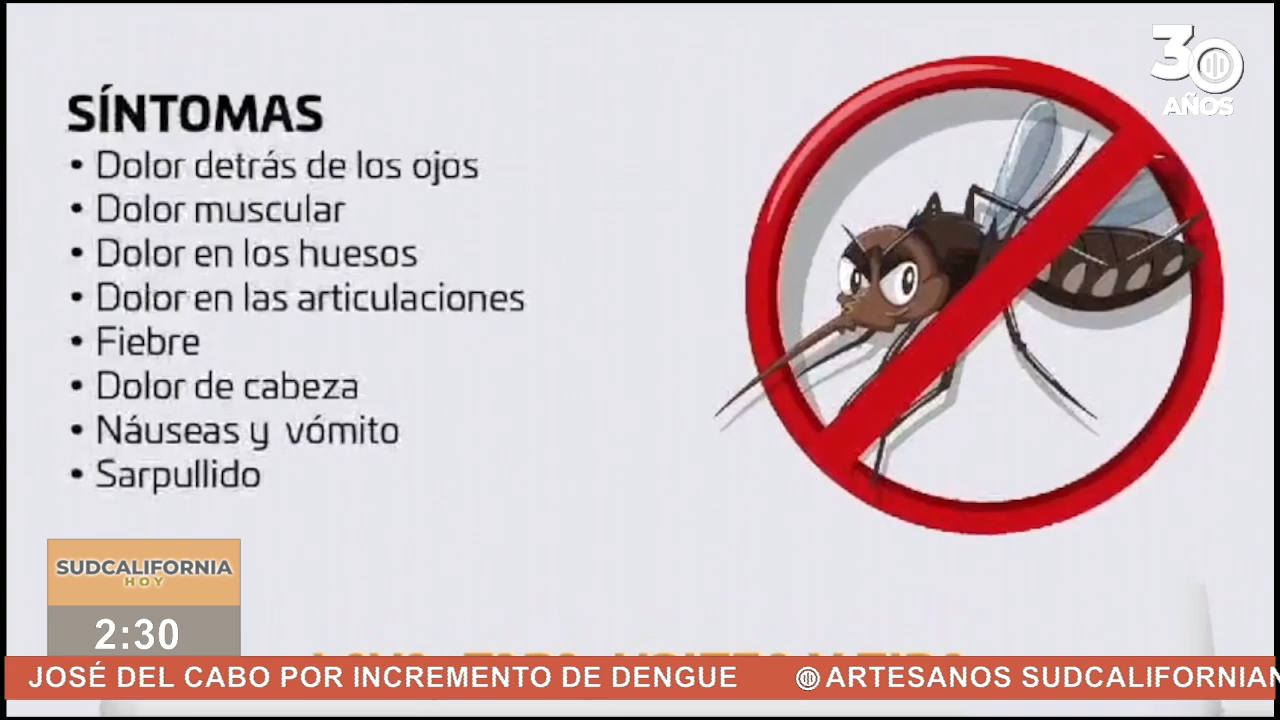 30
AÑOS
SÍNTOMAS
• Dolor detrás de los ojos
• Dolor muscular
• Dolor en los huesos
• Dolor en las articulaciones
• Fiebre
• Dolor de cabeza
• Náuseas y vómito
• Sarpullido
SUDCALIFORNIA
HOY
2:30
JOSÉ DEL CABO POR INCREMENTO DE DENGUE
ARTESANOS SUDCALIFORNIAN